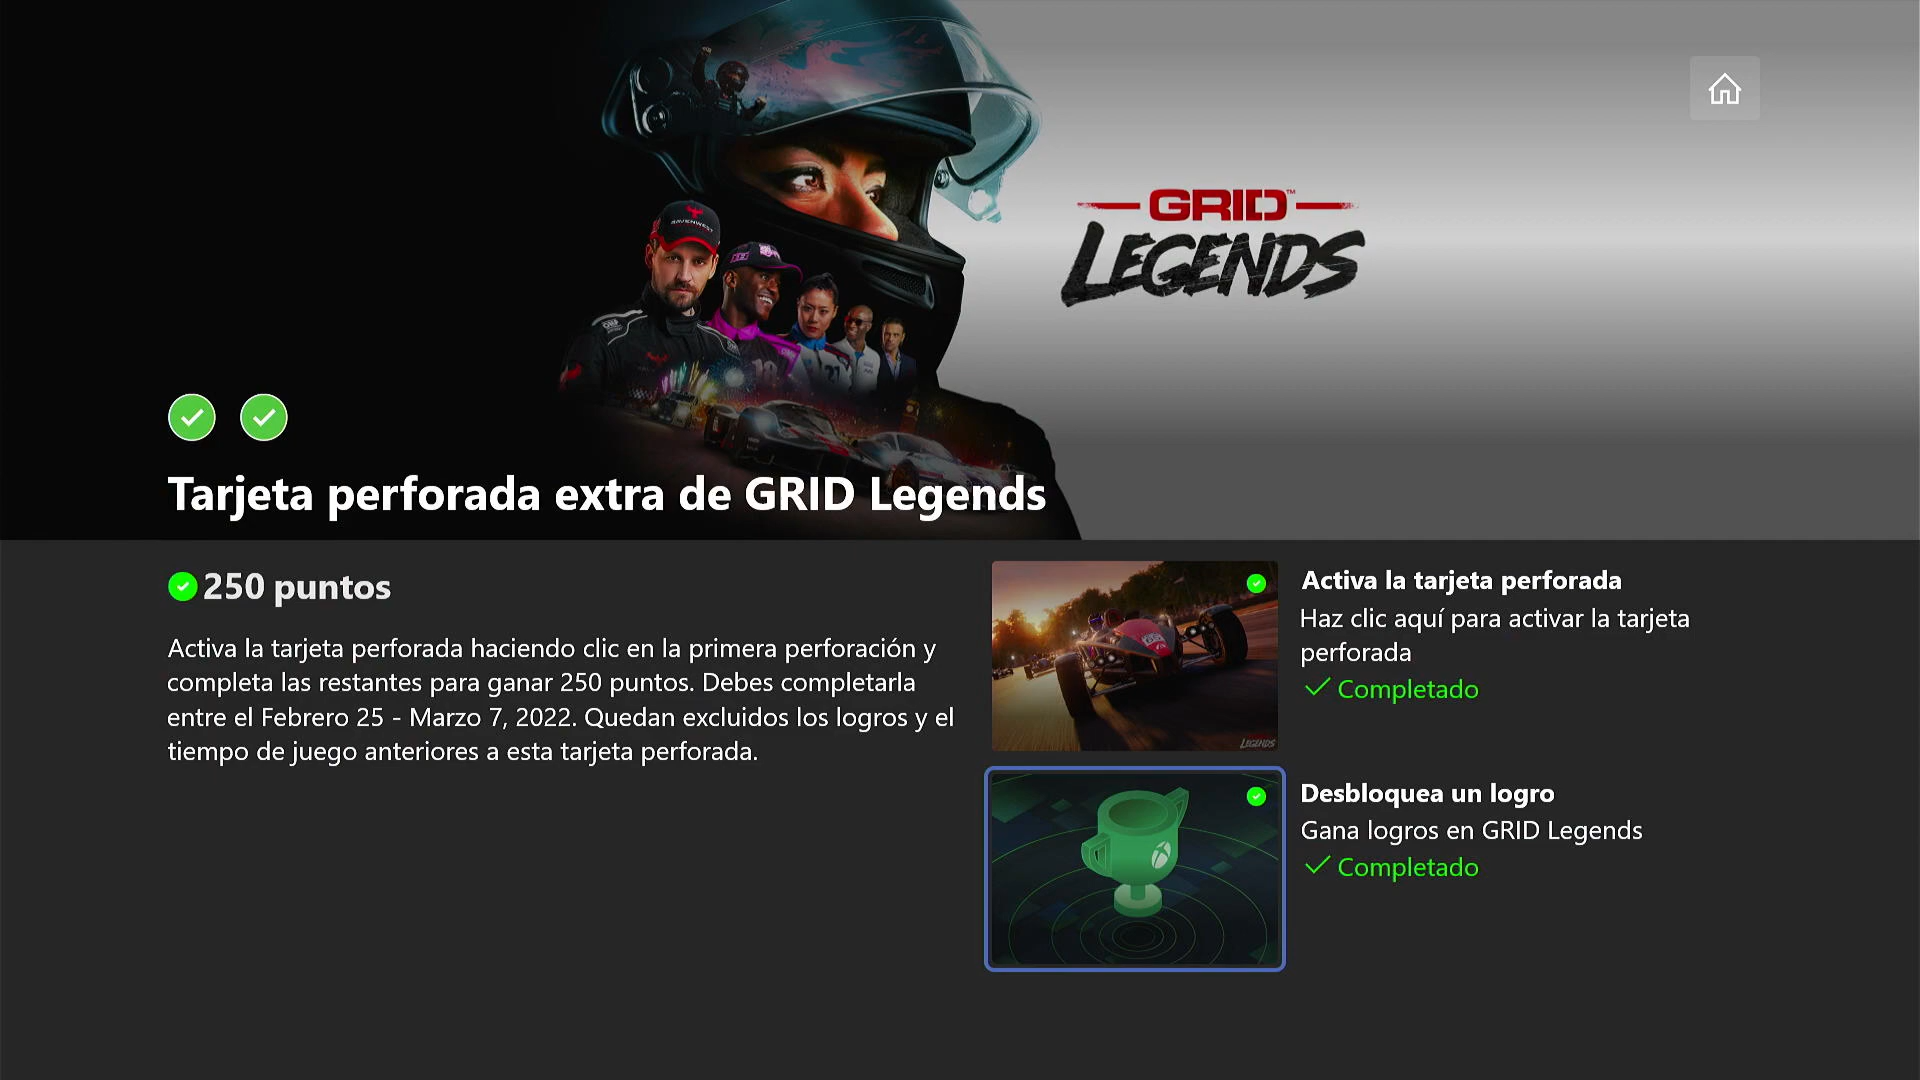 RAVENWEST
GRID™
LEGENDS
Tarjeta perforada extra de GRID Legends
250 puntos
Activa la tarjeta perforada haciendo clic en la primera perforación y
completa las restantes para ganar 250 puntos. Debes completarla
entre el Febrero 25 - Marzo 7, 2022. Quedan excluidos los logros y el
tiempo de juego anteriores a esta tarjeta perforada.
LEGENDS
Activa la tarjeta perforada
Haz clic aquí para activar la tarjeta
perforada
Completado
Desbloquea un logro
Gana logros en GRID Legends
Completado